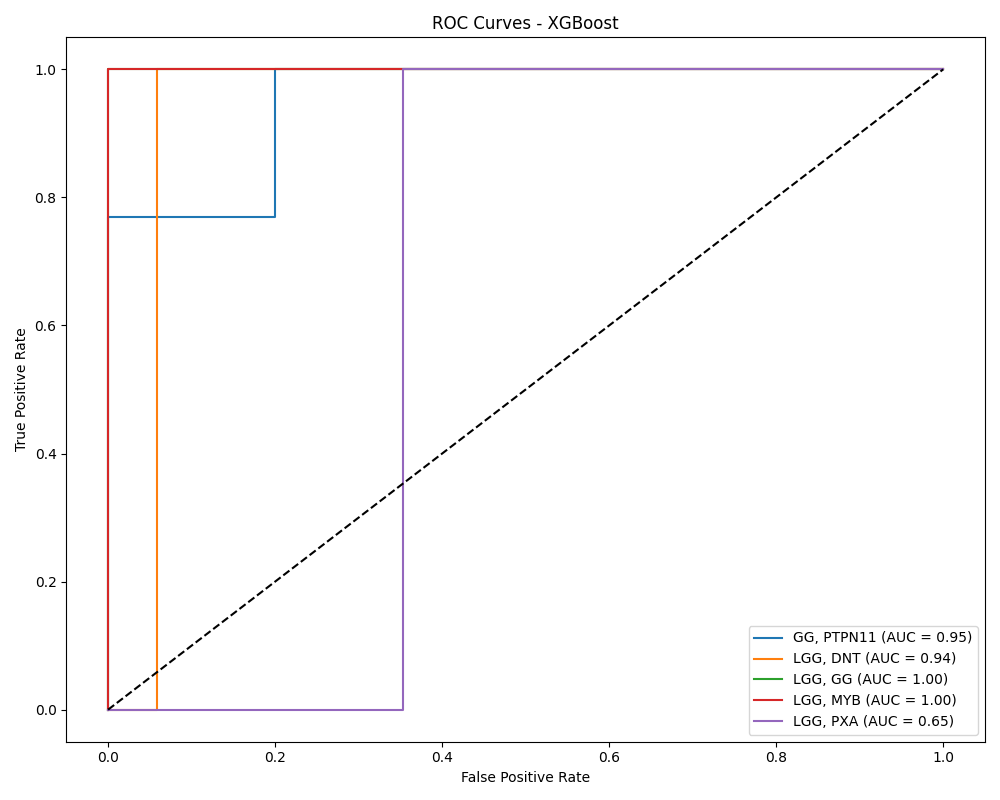 ROC Curves - XGBoost
True Positive Rate
1.0
0.8
0.6
0.4
0.2
0.0
GG, PTPN11 (AUC = 0.95)
LGG, DNT (AUC = 0.94)
LGG, GG (AUC = 1.00)
LGG, MYB (AUC = 1.00)
LGG, PXA (AUC = 0.65)
0.0 0.2 0.4 0.6 0.8 1.0
False Positive Rate